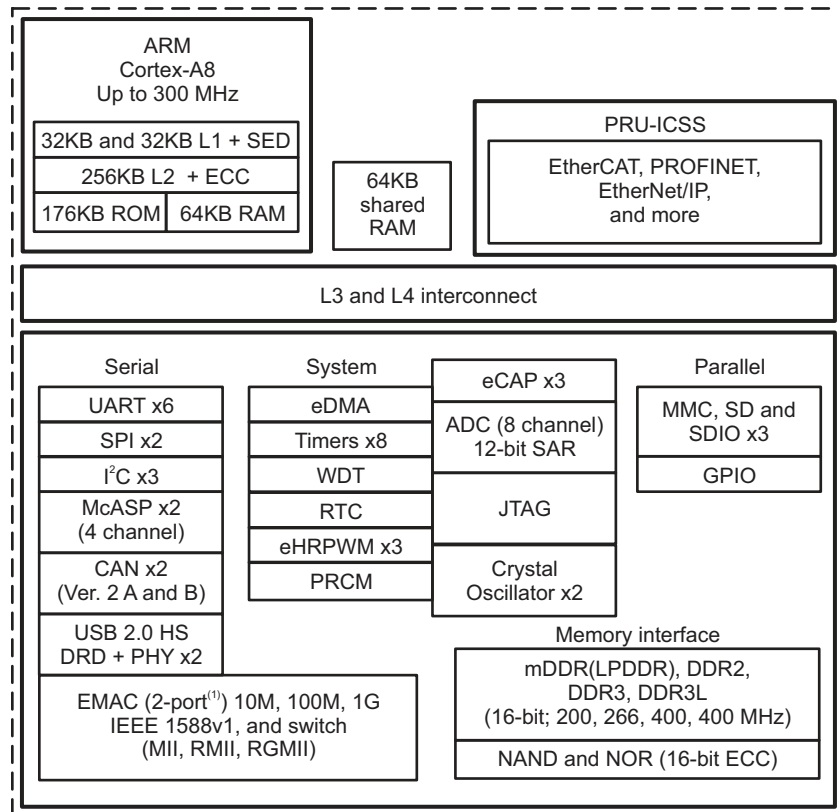 ARM
Cortex-A8
Up to 300 MHz
32KB and 32KB L1 + SED
256KB L2 + ECC
176KB ROM
64KB RAM
64KB
shared
RAM
PRU-ICSS
EtherCAT, PROFINET,
EtherNet/IP,
and more
L3 and L4 interconnect
Serial
UART x6
SPI x2
I²C x3
McASP x2
(4 channel)
CAN x2
(Ver. 2 A and B)
USB 2.0 HS
DRD + PHY x2
EMAC (2-port⁽¹⁾) 10M, 100M, 1G
IEEE 1588v1, and switch
(MII, RMII, RGMII)
System
eDMA
Timers x8
WDT
RTC
eHRPWM x3
PRCM
eCAP x3
ADC (8 channel)
12-bit SAR
JTAG
Crystal
Oscillator x2
Parallel
MMC, SD and
SDIO x3
GPIO
Memory interface
mDDR(LPDDR), DDR2,
DDR3, DDR3L
(16-bit; 200, 266, 400, 400 MHz)
NAND and NOR (16-bit ECC)